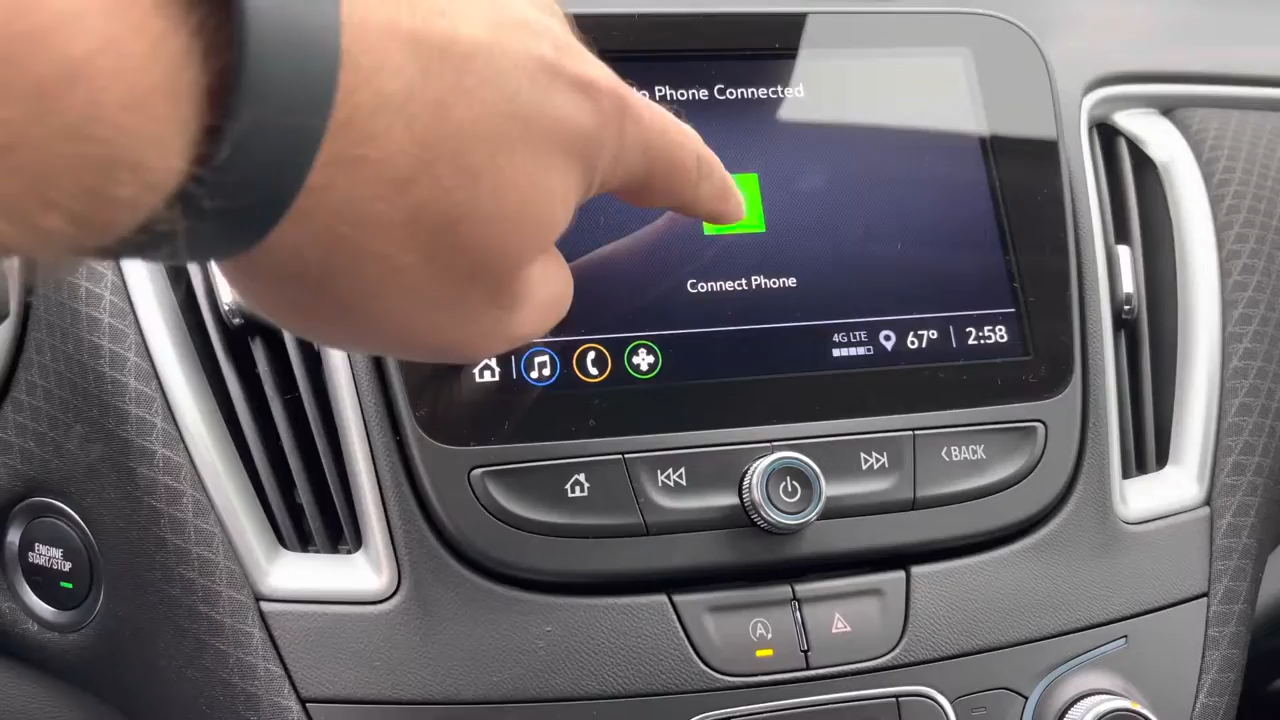 Phone Connected
Connect Phone
4G LTE
67°
2:58
BACK
ENGINE
START/STOP
A